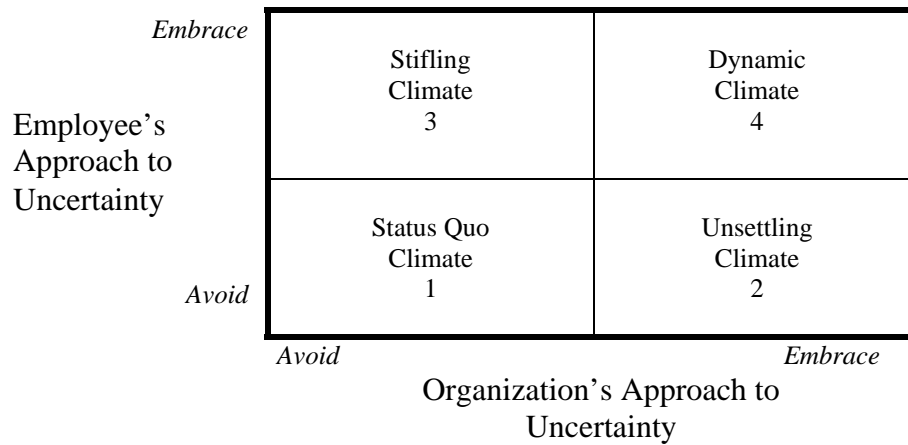 Embrace
Stifling
Climate
3
Dynamic
Climate
4
Employee’s
Approach to
Uncertainty
Status Quo
Climate
1
Unsettling
Climate
2
Avoid
Avoid
Embrace
Organization’s Approach to
Uncertainty